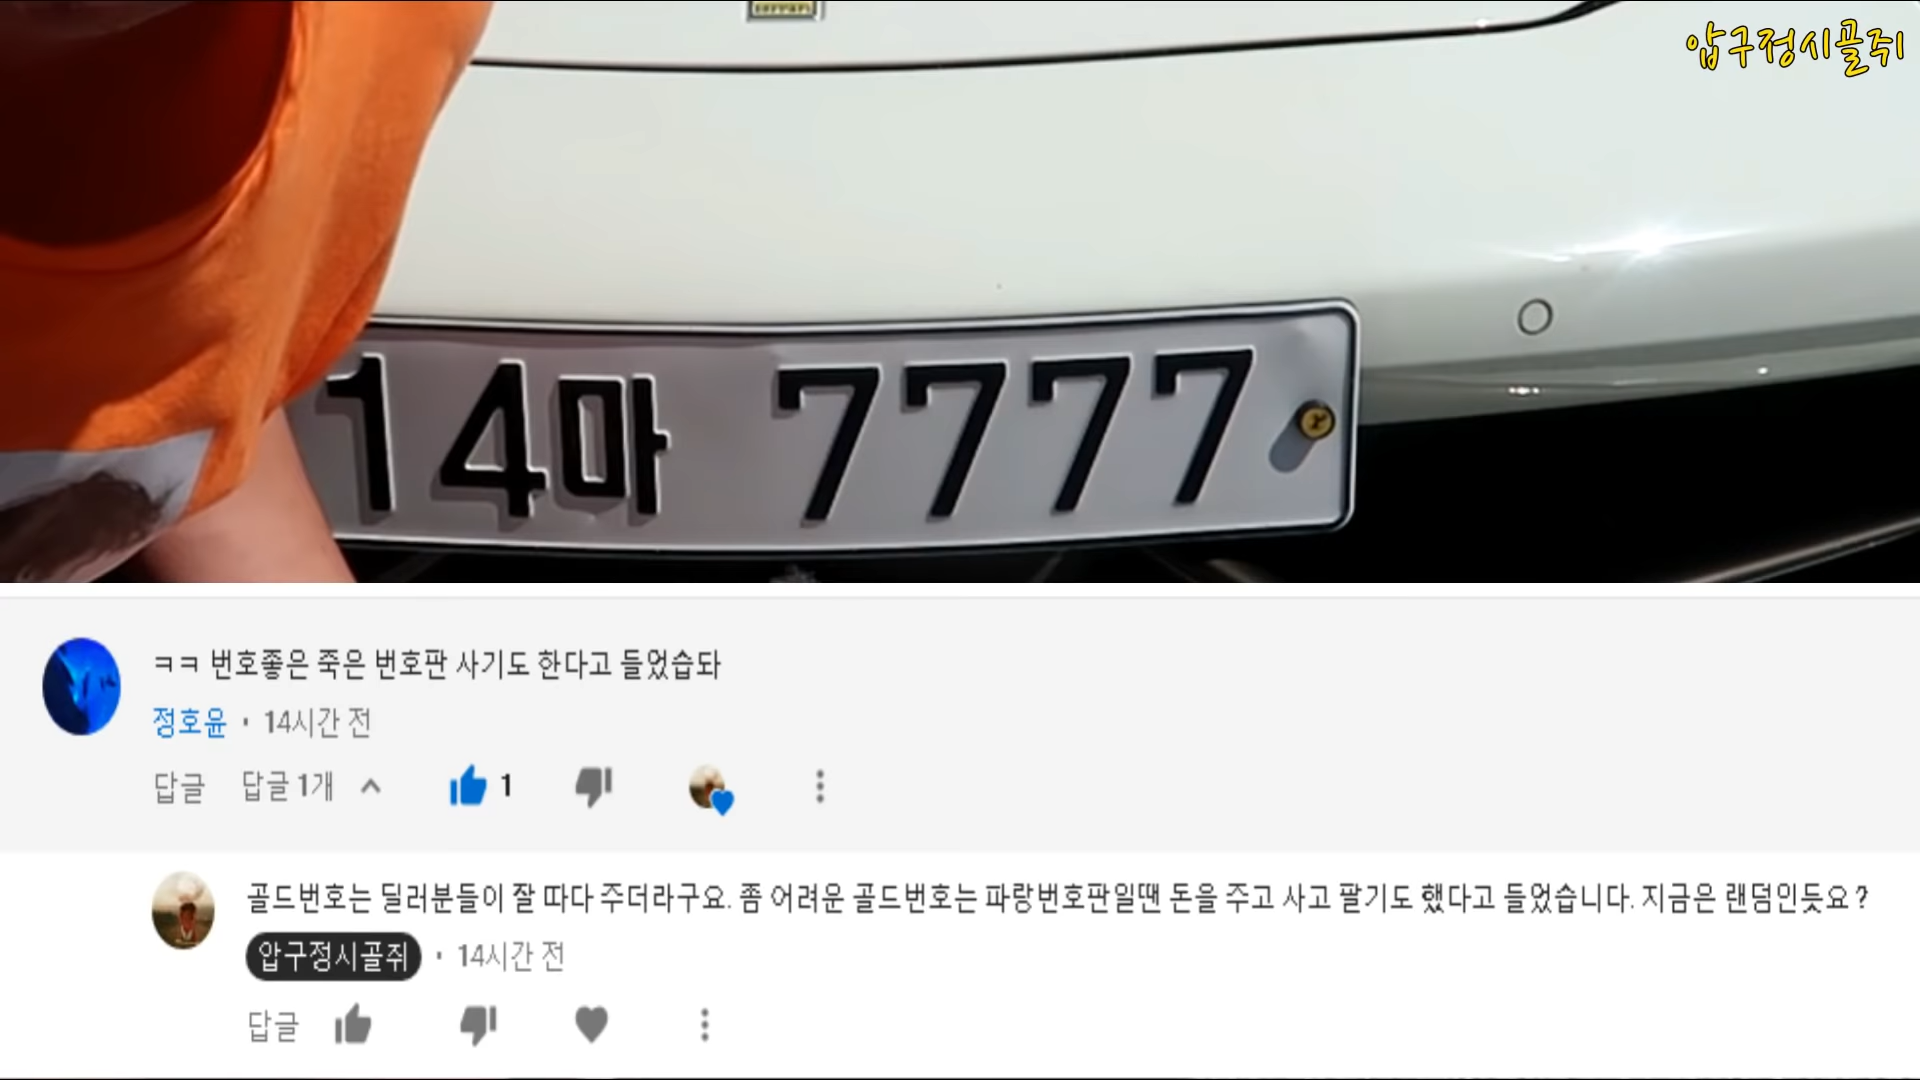 Ferrari
압구정시골쥐
14마 7777
ㅋㅋ 번호좋은 죽은 번호판 사기도 한다고 들었습돠
정호윤 · 14시간 전
답글 답글 1개 1
골드번호는 딜러분들이 잘 따다 주더라구요. 좀 어려운 골드번호는 파랑번호판일땐 돈을 주고 사고 팔기도 했다고 들었습니다. 지금은 랜덤인듯요?
압구정시골쥐 · 14시간 전
답글